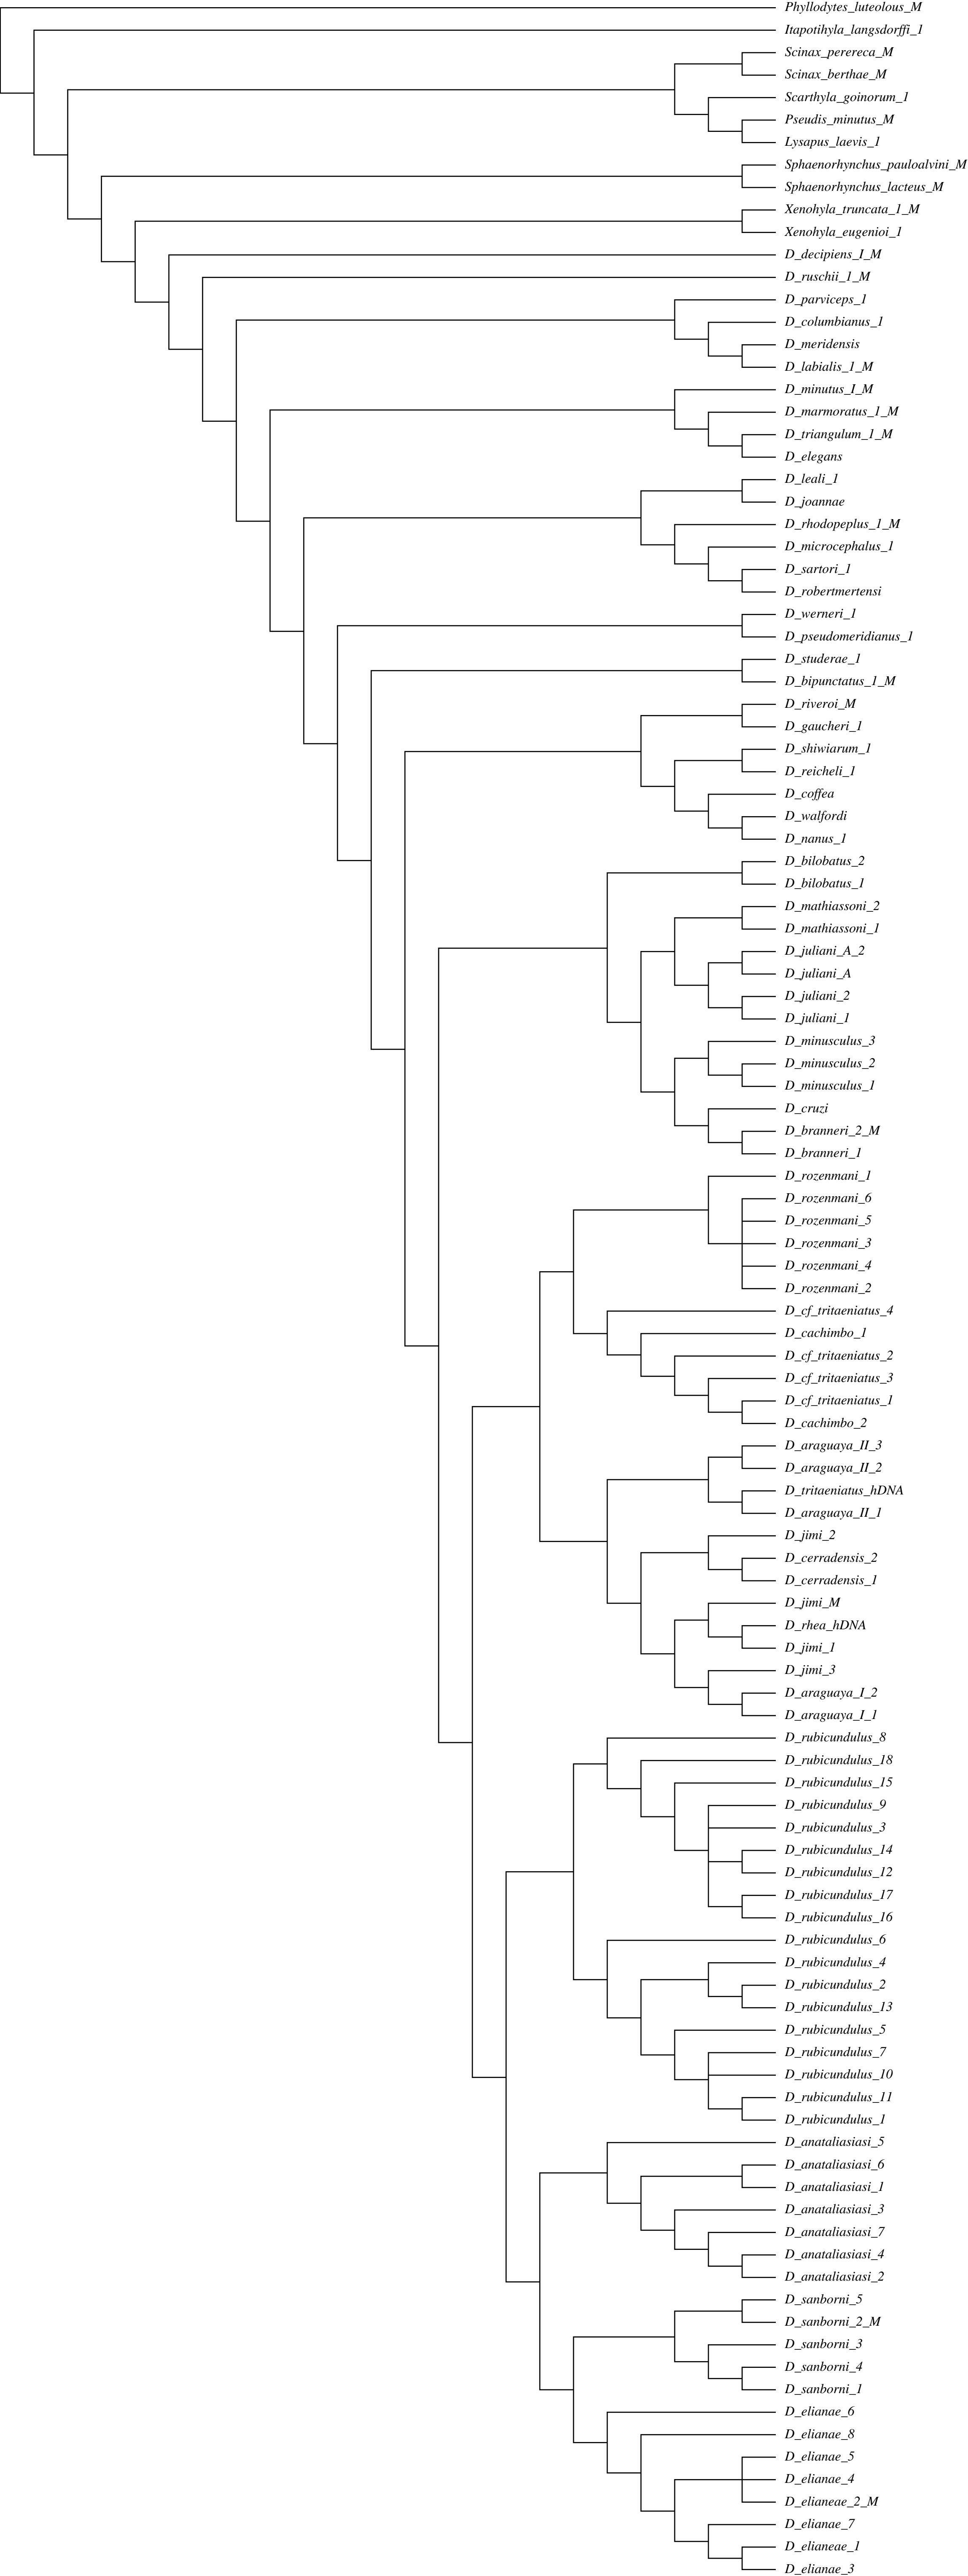 Phyllodytes_luteolous_M
Itapotihyla_langsdorffi_1
Scinax_perereca_M
Scinax_berthae_M
Scarthyla_goinorum_1
Pseudis_minutus_M
Lysapus_laevis_1
Sphaenorhynchus_pauloalvini_M
Sphaenorhynchus_lacteus_M
Xenohyla_truncata_1_M
Xenohyla_eugenioi_1
D_decipiens_I_M
D_ruschii_1_M
D_parviceps_1
D_columbianus_1
D_meridensis
D_labialis_1_M
D_minutus_I_M
D_marmoratus_1_M
D_triangulum_1_M
D_elegans
D_leali_1
D_joannae
D_rhodopeplus_1_M
D_microcephalus_1
D_sartori_1
D_robertmertensi
D_werneri_1
D_pseudomeridianus_1
D_studerae_1
D_bipunctatus_1_M
D_riveroi_M
D_gaucheri_1
D_shiwiarum_1
D_reicheli_1
D_coffea
D_walfordi
D_nanus_1
D_bilobatus_2
D_bilobatus_1
D_mathiassoni_2
D_mathiassoni_1
D_juliani_A_2
D_juliani_A
D_juliani_2
D_juliani_1
D_minusculus_3
D_minusculus_2
D_minusculus_1
D_cruzi
D_branneri_2_M
D_branneri_1
D_rozenmani_1
D_rozenmani_6
D_rozenmani_5
D_rozenmani_3
D_rozenmani_4
D_rozenmani_2
D_cf_tritaeniatus_4
D_cachimbo_1
D_cf_tritaeniatus_2
D_cf_tritaeniatus_3
D_cf_tritaeniatus_1
D_cachimbo_2
D_araguaya_II_3
D_araguaya_II_2
D_tritaeniatus_hDNA
D_araguaya_II_1
D_jimi_2
D_cerradensis_2
D_cerradensis_1
D_jimi_M
D_rhea_hDNA
D_jimi_1
D_jimi_3
D_araguaya_I_2
D_araguaya_I_1
D_rubicundulus_8
D_rubicundulus_18
D_rubicundulus_15
D_rubicundulus_9
D_rubicundulus_3
D_rubicundulus_14
D_rubicundulus_12
D_rubicundulus_17
D_rubicundulus_16
D_rubicundulus_6
D_rubicundulus_4
D_rubicundulus_2
D_rubicundulus_13
D_rubicundulus_5
D_rubicundulus_7
D_rubicundulus_10
D_rubicundulus_11
D_rubicundulus_1
D_anataliasiasi_5
D_anataliasiasi_6
D_anataliasiasi_1
D_anataliasiasi_3
D_anataliasiasi_7
D_anataliasiasi_4
D_anataliasiasi_2
D_sanborni_5
D_sanborni_2_M
D_sanborni_3
D_sanborni_4
D_sanborni_1
D_elianae_6
D_elianae_8
D_elianae_5
D_elianae_4
D_elianeae_2_M
D_elianae_7
D_elianeae_1
D_elianae_3